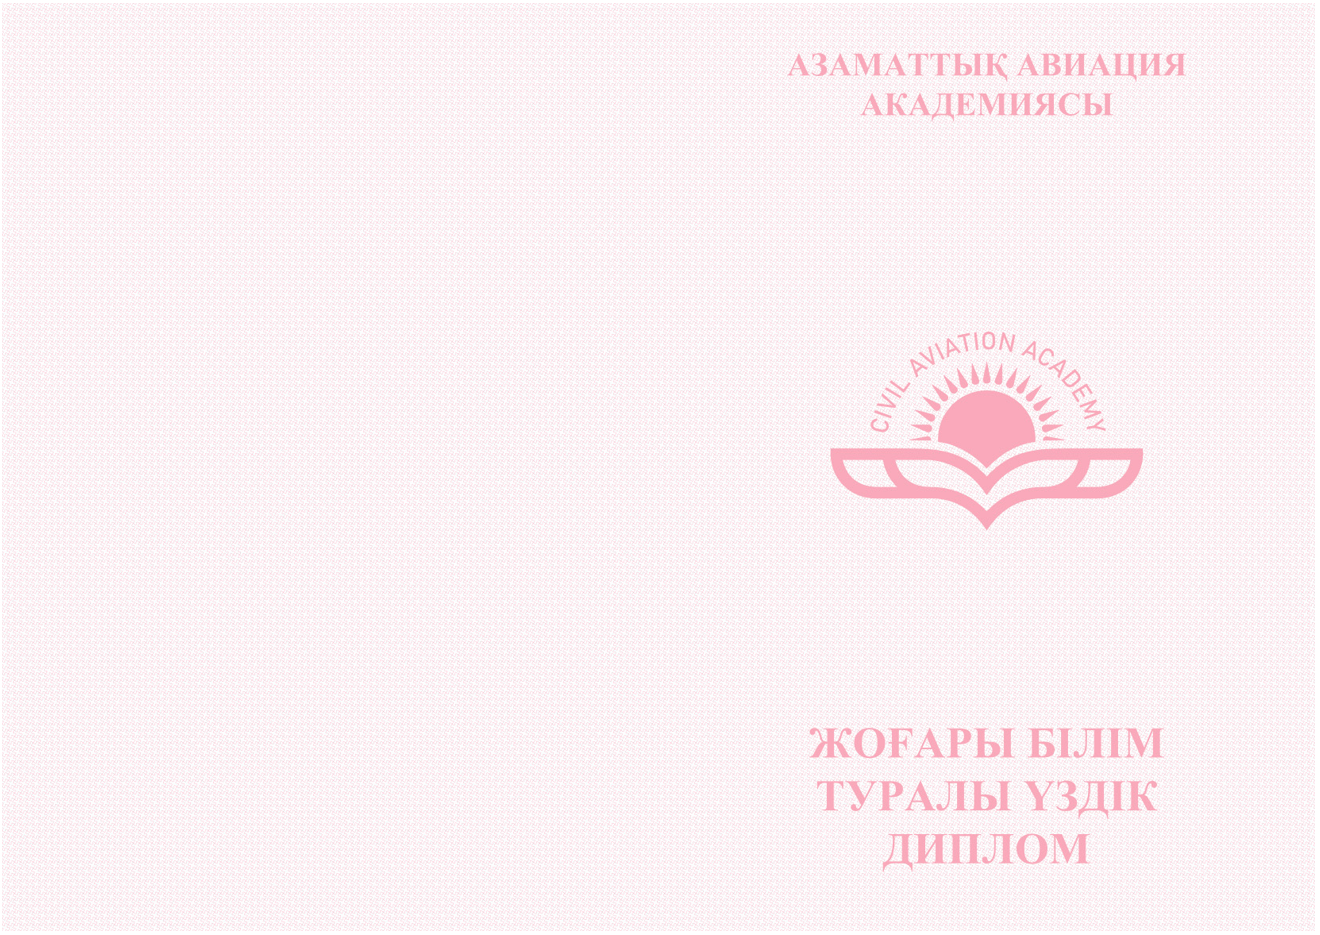 АЗАМАТТЫҚ АВИАЦИЯ
АКАДЕМИЯСЫ
CIVIL AVIATION ACADEMY
ЖОҒАРЫ БІЛІМ
ТУРАЛЫ ҮЗДІК
ДИПЛОМ